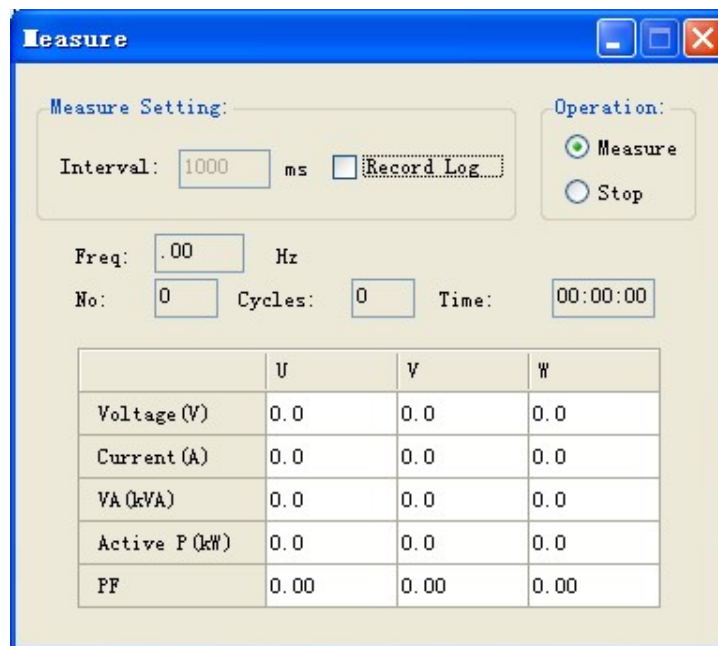 Measure
Measure Setting: Operation:
Interval: 1000 ms Record Log Measure
Stop
Freq: .00 Hz
No: 0 Cycles: 0 Time: 00:00:00
U V W
Voltage(V) 0.0 0.0 0.0
Current(A) 0.0 0.0 0.0
VA(kVA) 0.0 0.0 0.0
Active P(kW) 0.0 0.0 0.0
PF 0.00 0.00 0.00